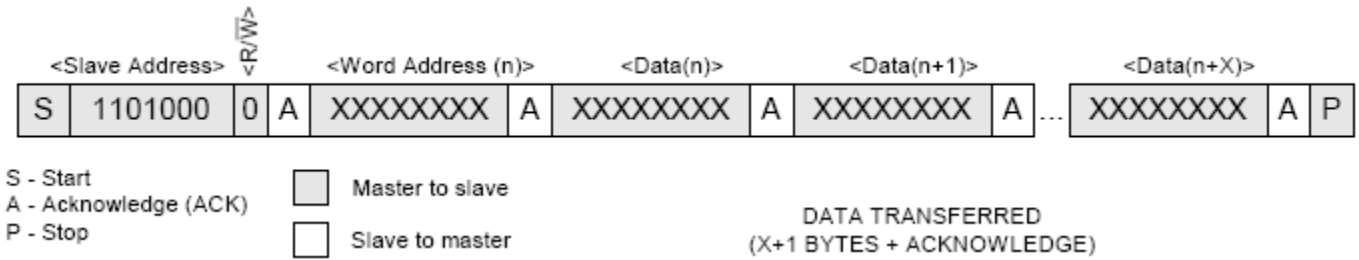 <R/W̅>
<Slave Address> <Word Address (n)> <Data(n)> <Data(n+1)> <Data(n+X)>
S 1101000 0 A XXXXXXXX A XXXXXXXX A XXXXXXXX A ... XXXXXXXX A P
S - Start
A - Acknowledge (ACK)
P - Stop
Master to slave
Slave to master
DATA TRANSFERRED
(X+1 BYTES + ACKNOWLEDGE)